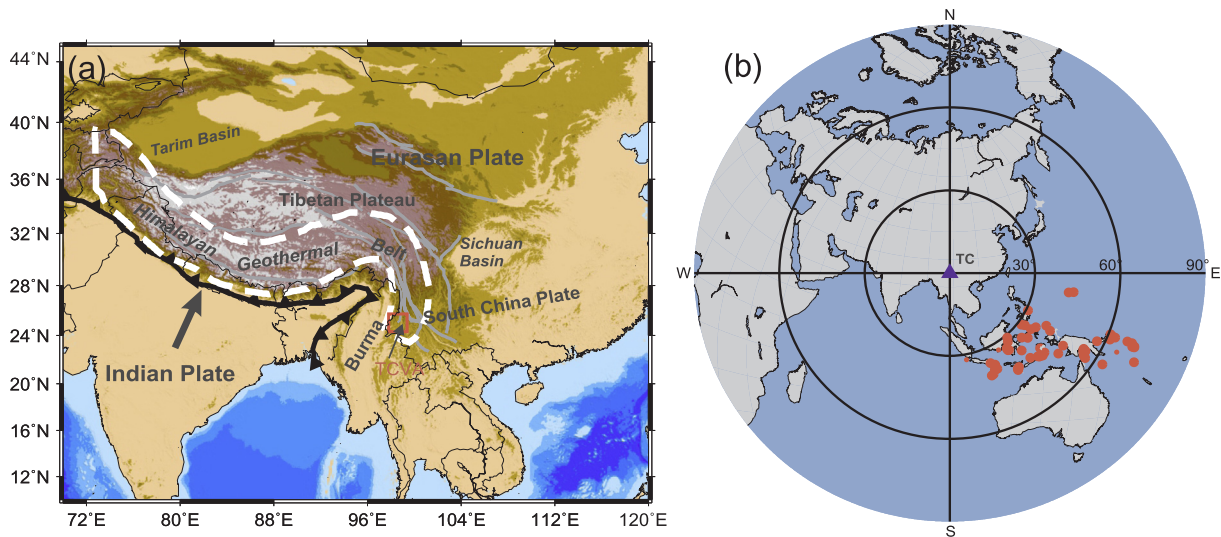 (a)
44°N
40°N
36°N
32°N
28°N
24°N
20°N
16°N
12°N
72°E
80°E
88°E
96°E
104°E
112°E
120°E
Tarim Basin
Eurasan Plate
Tibetan Plateau
Himalayan
Geothermal
Belt
Sichuan
Basin
South China Plate
Burma
TCVA
Indian Plate
(b)
N
W
TC
30°
60°
90°
E
S